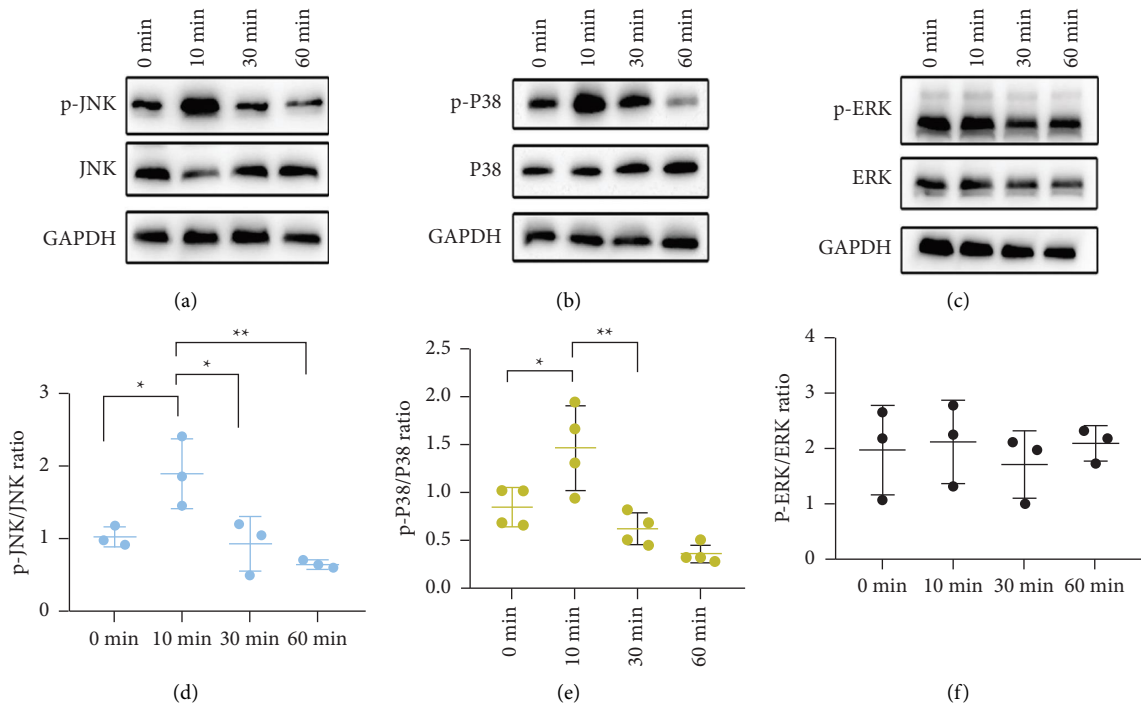 0 min 10 min 30 min 60 min
p-JNK
JNK
GAPDH
(a)
0 min 10 min 30 min 60 min
p-P38
P38
GAPDH
(b)
0 min 10 min 30 min 60 min
p-ERK
ERK
GAPDH
(c)
p-JNK/JNK ratio
3
2
1
0
* * **
0 min 10 min 30 min 60 min
(d)
p-P38/P38 ratio
2.5
2.0
1.5
1.0
0.5
0.0
* **
0 min 10 min 30 min 60 min
(e)
P-ERK/ERK ratio
4
3
2
1
0
0 min 10 min 30 min 60 min
(f)